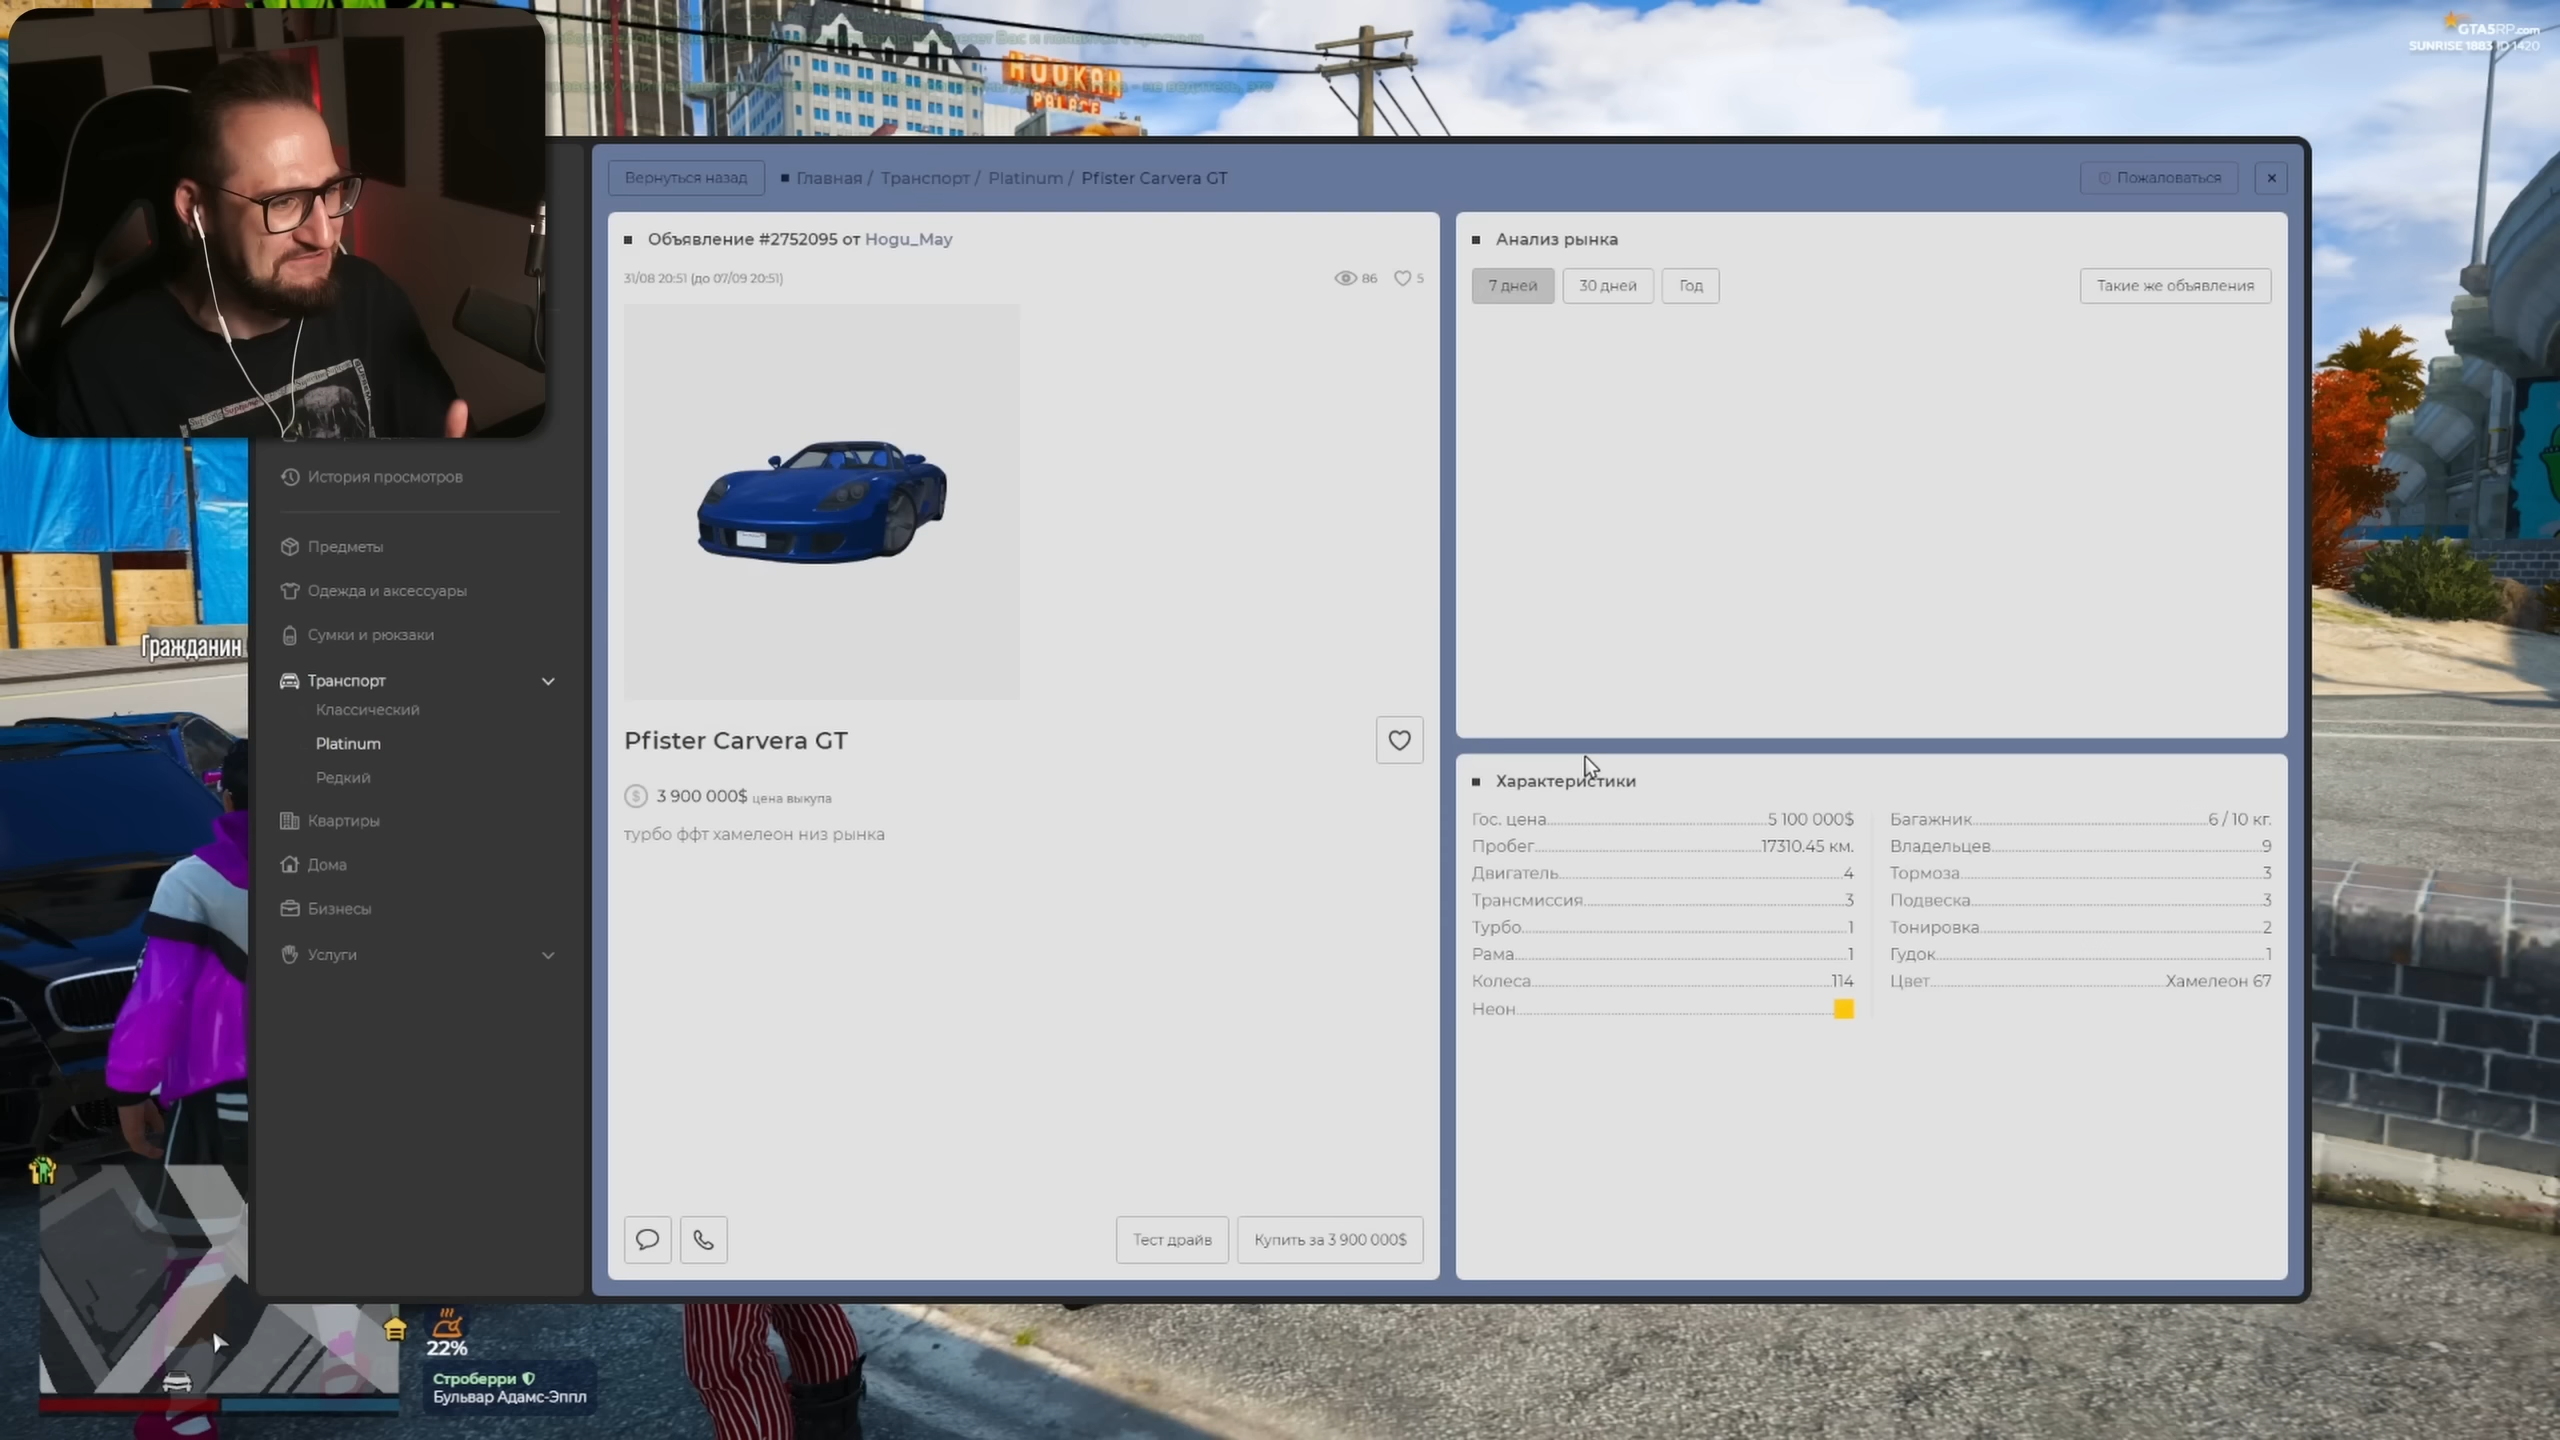 GTA5RP.com
SUNRISE 1883 ID 1420
HOOKAH
PALACE
Вернуться назад
Главная / Транспорт / Platinum / Pfister Carvera GT
Пожаловаться
×
Объявление #2752095 от Hogu_May
31/08 20:51 (до 07/09 20:51)
86
5
Pfister Carvera GT
3 900 000$ цена выкупа
турбо ффт хамелеон низ рынка
Тест драйв
Купить за 3 900 000$
Анализ рынка
7 дней
30 дней
Год
Такие же объявления
Характеристики
Гос. цена 5 100 000$
Пробег 17310.45 км.
Двигатель 4
Трансмиссия 3
Турбо 1
Рама 1
Колеса 114
Неон
Багажник 6 / 10 кг.
Владельцев 9
Тормоза 3
Подвеска 3
Тонировка 2
Гудок 1
Цвет Хамелеон 67
История просмотров
Предметы
Одежда и аксессуары
Сумки и рюкзаки
Транспорт
Классический
Platinum
Редкий
Квартиры
Дома
Бизнесы
Услуги
Гражданин
22%
Строберри
Бульвар Адамс-Эппл